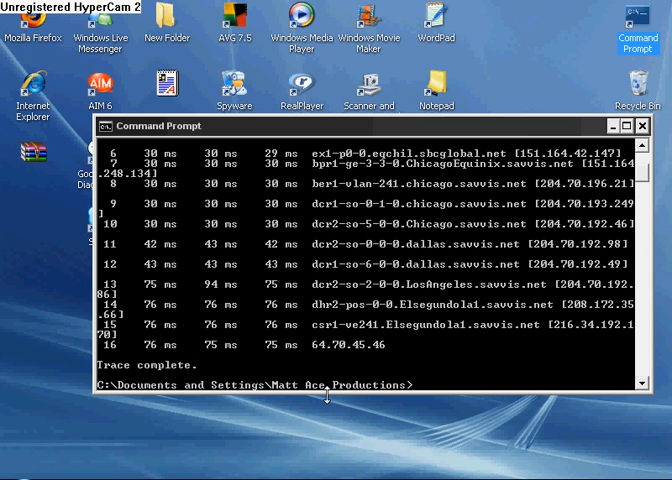 Unregistered HyperCam 2
Mozilla Firefox
Windows Live
Messenger
New Folder
AVG 7.5
Windows Media
Player
Windows Movie
Maker
WordPad
Command
Prompt
Internet
Explorer
AIM 6
Spyware
RealPlayer
Scanner and
Notepad
Recycle Bin
Command Prompt
6 30 ms 30 ms 29 ms ex1-p0-0.eqchil.sbcglobal.net [151.164.42.147]
7 30 ms 30 ms 30 ms bpr1-ge-3-3-0.ChicagoEquinix.savvis.net [151.164
.248.134]
8 30 ms 30 ms 30 ms ber1-vlan-241.chicago.savvis.net [204.70.196.21]
9 30 ms 30 ms 30 ms dcr1-so-0-1-0.chicago.savvis.net [204.70.193.249
]
10 30 ms 30 ms 30 ms dcr2-so-5-0-0.Chicago.savvis.net [204.70.192.46]
11 42 ms 43 ms 42 ms dcr2-so-0-0-0.dallas.savvis.net [204.70.192.98]
12 43 ms 43 ms 43 ms dcr1-so-6-0-0.dallas.savvis.net [204.70.192.49]
13 75 ms 94 ms 75 ms dcr2-so-2-0-0.LosAngeles.savvis.net [204.70.192.
86]
14 76 ms 76 ms 76 ms dhr2-pos-0-0.Elsegundola1.savvis.net [208.172.35
.66]
15 76 ms 76 ms 76 ms csr1-ve241.Elsegundola1.savvis.net [216.34.192.1
70]
16 76 ms 75 ms 75 ms 64.70.45.46
Trace complete.
C:\Documents and Settings\Matt Ace Productions>